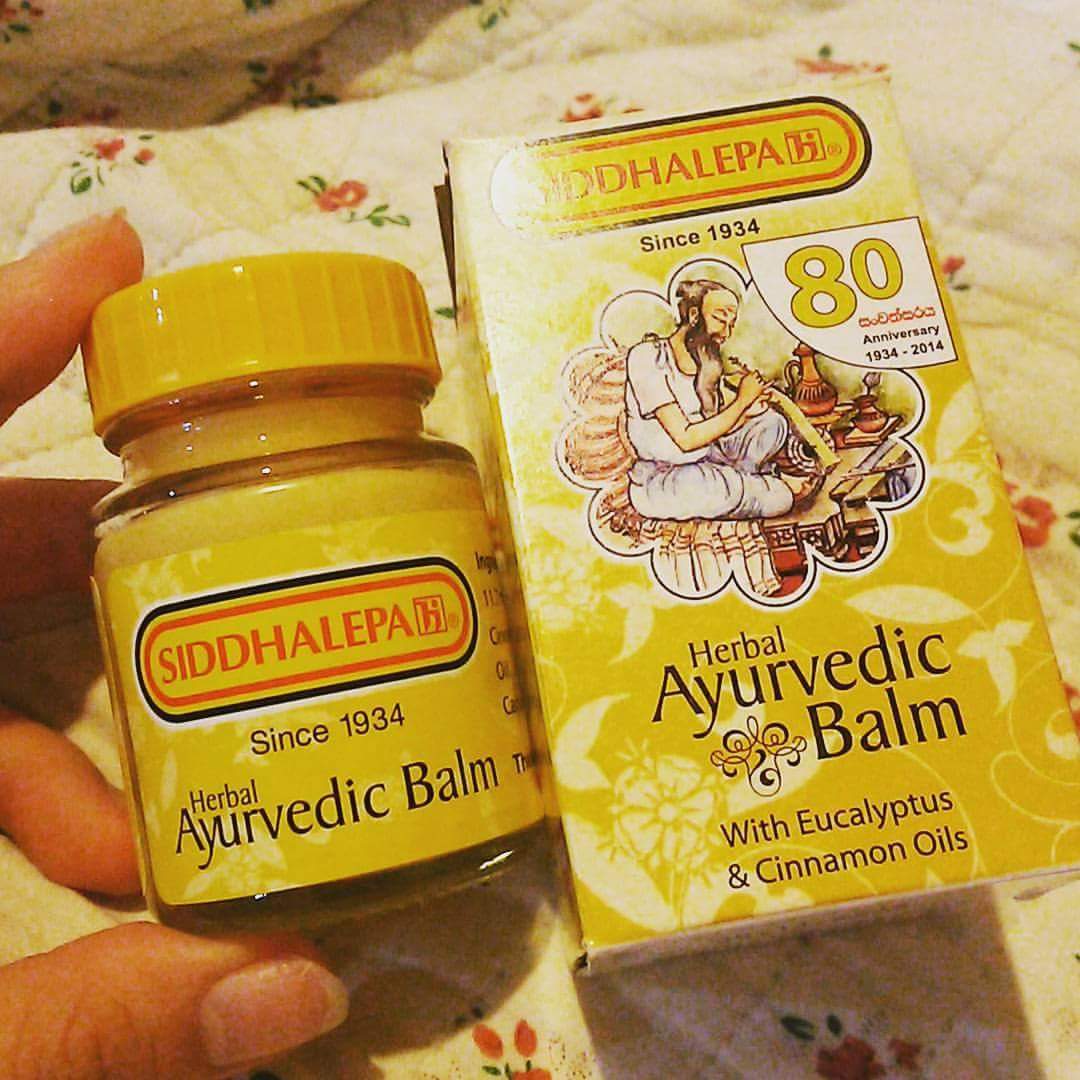 SIDDHALEPA
Since 1934
Herbal
Ayurvedic Balm
SIDDHALEPA
Since 1934
80
සංවත්සරය
Anniversary
1934 - 2014
Herbal
Ayurvedic
Balm
With Eucalyptus
& Cinnamon Oils